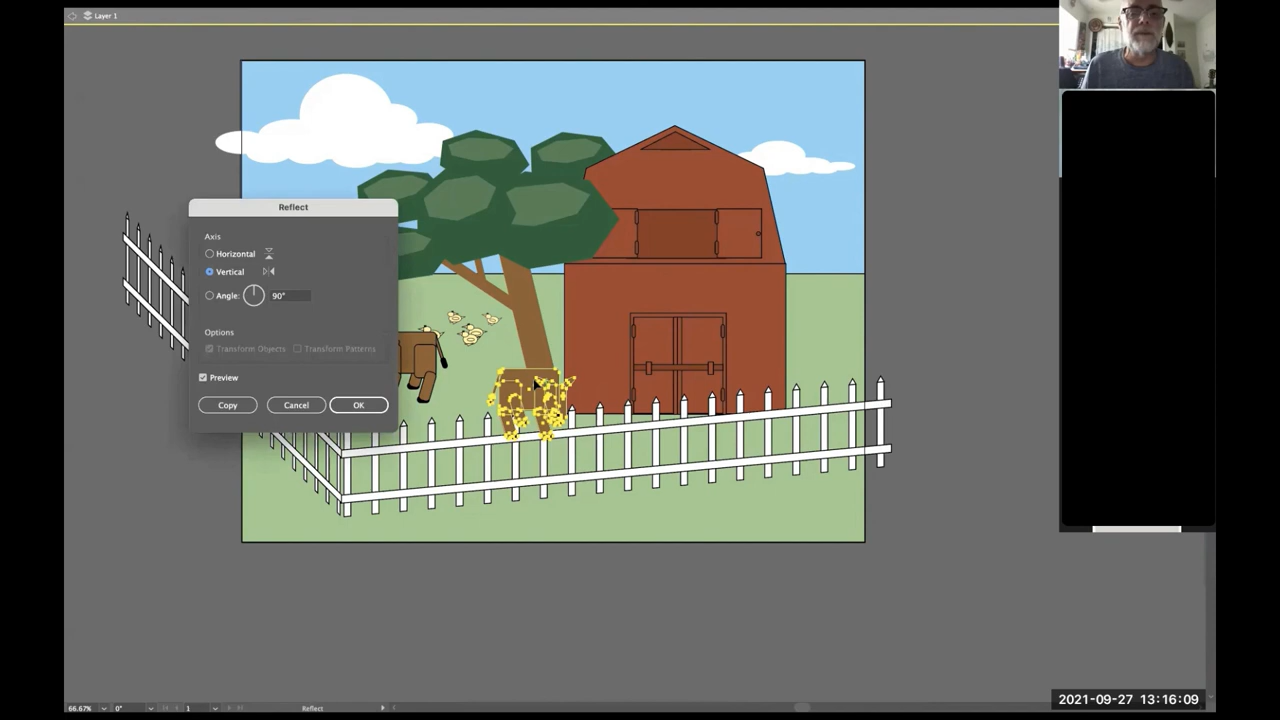 Layer 1
Reflect
Axis
Horizontal
Vertical
Angle: 90°
Options
Transform Objects Transform Patterns
Preview
Copy Cancel OK
66.67% 0° 1 Reflect
2021-09-27 13:16:09